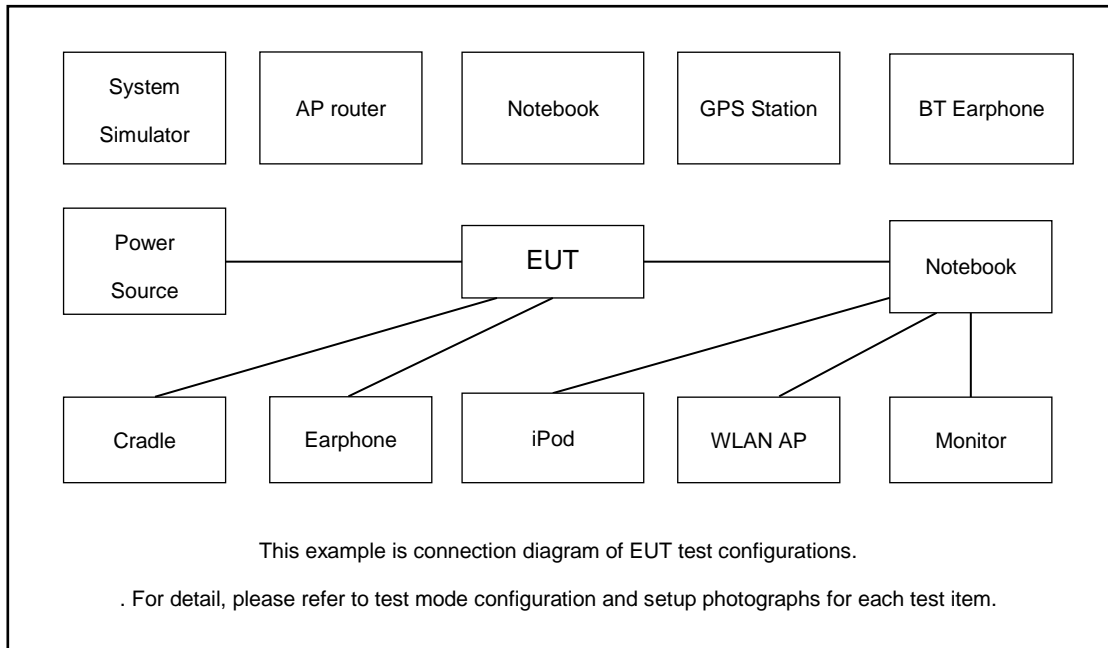 System
Simulator
AP router
Notebook
GPS Station
BT Earphone
Power
Source
EUT
Notebook
Cradle
Earphone
iPod
WLAN AP
Monitor
This example is connection diagram of EUT test configurations.
. For detail, please refer to test mode configuration and setup photographs for each test item.